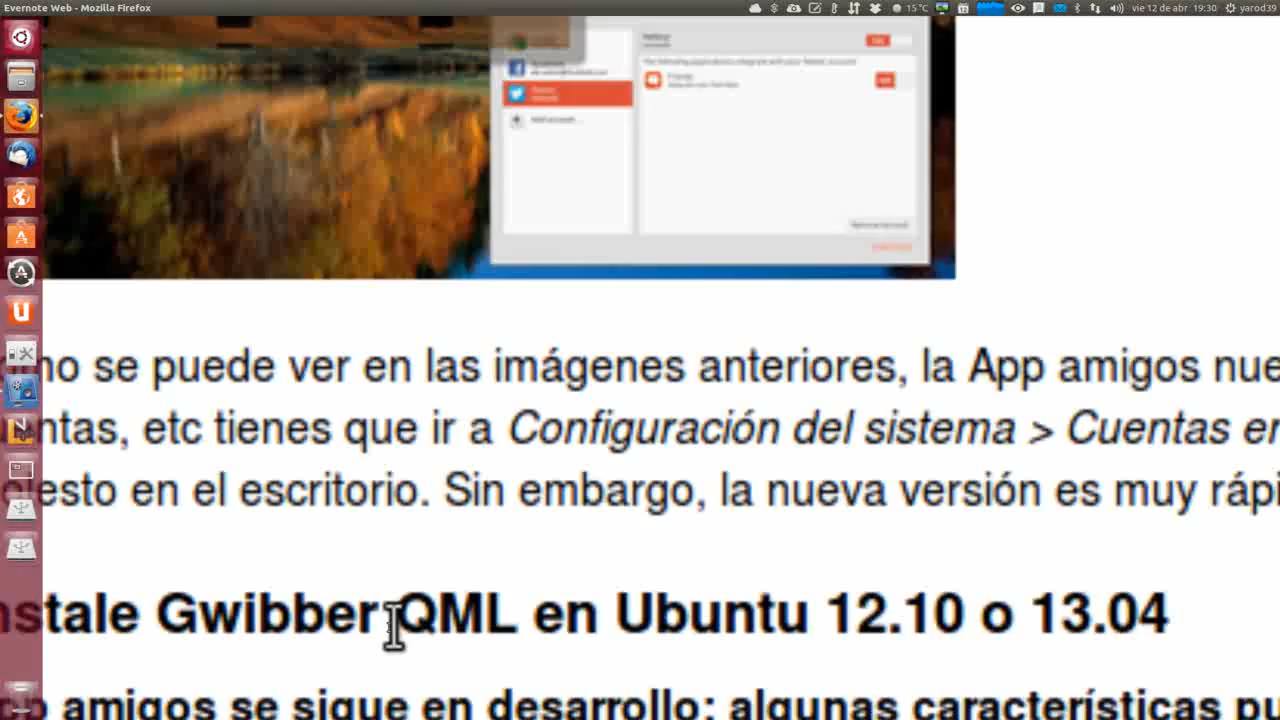 Evernote Web - Mozilla Firefox
15°C
vie 12 de abr 19:30
yarod39
no se puede ver en las imágenes anteriores, la App amigos nue
ntas, etc tienes que ir a Configuración del sistema > Cuentas en
esto en el escritorio. Sin embargo, la nueva versión es muy rápi
nstale Gwibber QML en Ubuntu 12.10 o 13.04
amigos se sigue en desarrollo; algunas características pu